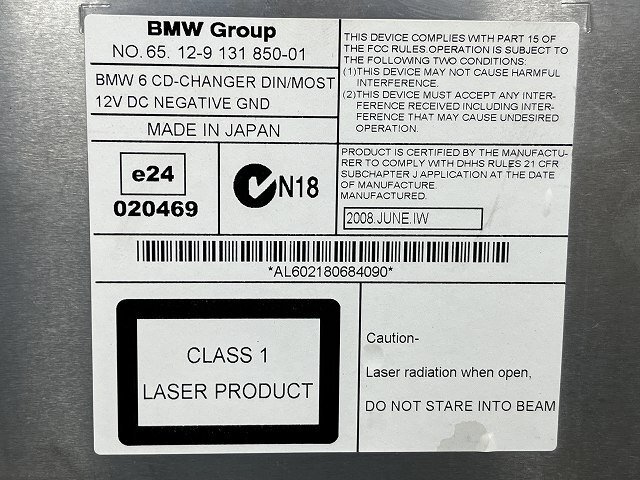 BMW Group
NO. 65. 12-9 131 850-01
BMW 6 CD-CHANGER DIN/MOST
12V DC NEGATIVE GND
MADE IN JAPAN
e24
020469
N18
THIS DEVICE COMPLIES WITH PART 15 OF
THE FCC RULES.OPERATION IS SUBJECT TO
THE FOLLOWING TWO CONDITIONS:
(1)THIS DEVICE MAY NOT CAUSE HARMFUL
INTERFERENCE.
(2)THIS DEVICE MUST ACCEPT ANY INTER-
FERENCE RECEIVED INCLUDING INTER-
FERENCE THAT MAY CAUSE UNDESIRED
OPERATION.
PRODUCT IS CERTIFIED BY THE MANUFACTU-
RER TO COMPLY WITH DHHS RULES 21 CFR
SUBCHAPTER J APPLICATION AT THE DATE
OF MANUFACTURE.
MANUFACTURED.
2008.JUNE.IW
*AL602180684090*
CLASS 1
LASER PRODUCT
Caution-
Laser radiation when open,
DO NOT STARE INTO BEAM